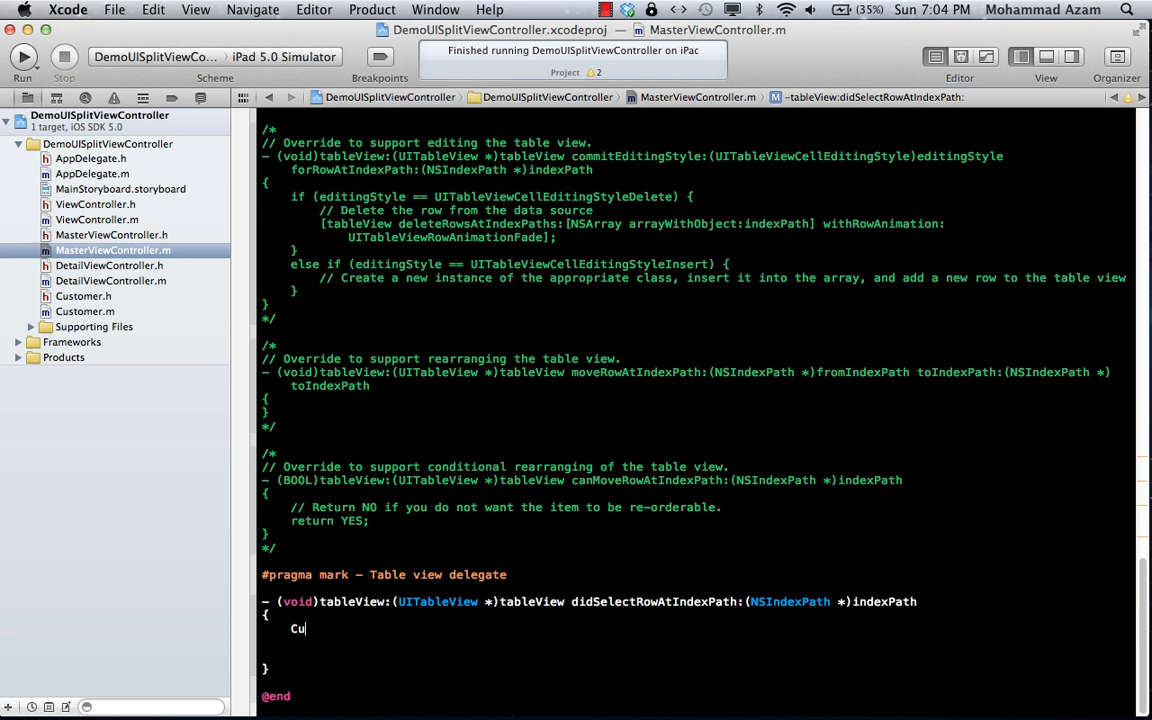 Xcode File Edit View Navigate Editor Product Window Help (35%) Sun 7:04 PM Mohammad Azam
DemoUISplitViewController.xcodeproj — MasterViewController.m
DemoUISplitViewCo... iPad 5.0 Simulator
Finished running DemoUISplitViewController on iPac
Project 2
Run Stop Scheme Breakpoints Editor View Organizer
DemoUISplitViewController DemoUISplitViewController MasterViewController.m M -tableView:didSelectRowAtIndexPath:
DemoUISplitViewController
1 target, iOS SDK 5.0
DemoUISplitViewController
h AppDelegate.h
m AppDelegate.m
MainStoryboard.storyboard
h ViewController.h
m ViewController.m
h MasterViewController.h
m MasterViewController.m
h DetailViewController.h
m DetailViewController.m
h Customer.h
m Customer.m
Supporting Files
Frameworks
Products
/*
// Override to support editing the table view.
- (void)tableView:(UITableView *)tableView commitEditingStyle:(UITableViewCellEditingStyle)editingStyle
forRowAtIndexPath:(NSIndexPath *)indexPath
{
if (editingStyle == UITableViewCellEditingStyleDelete) {
// Delete the row from the data source
[tableView deleteRowsAtIndexPaths:[NSArray arrayWithObject:indexPath] withRowAnimation:
UITableViewRowAnimationFade];
}
else if (editingStyle == UITableViewCellEditingStyleInsert) {
// Create a new instance of the appropriate class, insert it into the array, and add a new row to the table view
}
}
*/
/*
// Override to support rearranging the table view.
- (void)tableView:(UITableView *)tableView moveRowAtIndexPath:(NSIndexPath *)fromIndexPath toIndexPath:(NSIndexPath *)
toIndexPath
{
}
*/
/*
// Override to support conditional rearranging of the table view.
- (BOOL)tableView:(UITableView *)tableView canMoveRowAtIndexPath:(NSIndexPath *)indexPath
{
// Return NO if you do not want the item to be re-orderable.
return YES;
}
*/
#pragma mark - Table view delegate
- (void)tableView:(UITableView *)tableView didSelectRowAtIndexPath:(NSIndexPath *)indexPath
{
Cu
}
@end